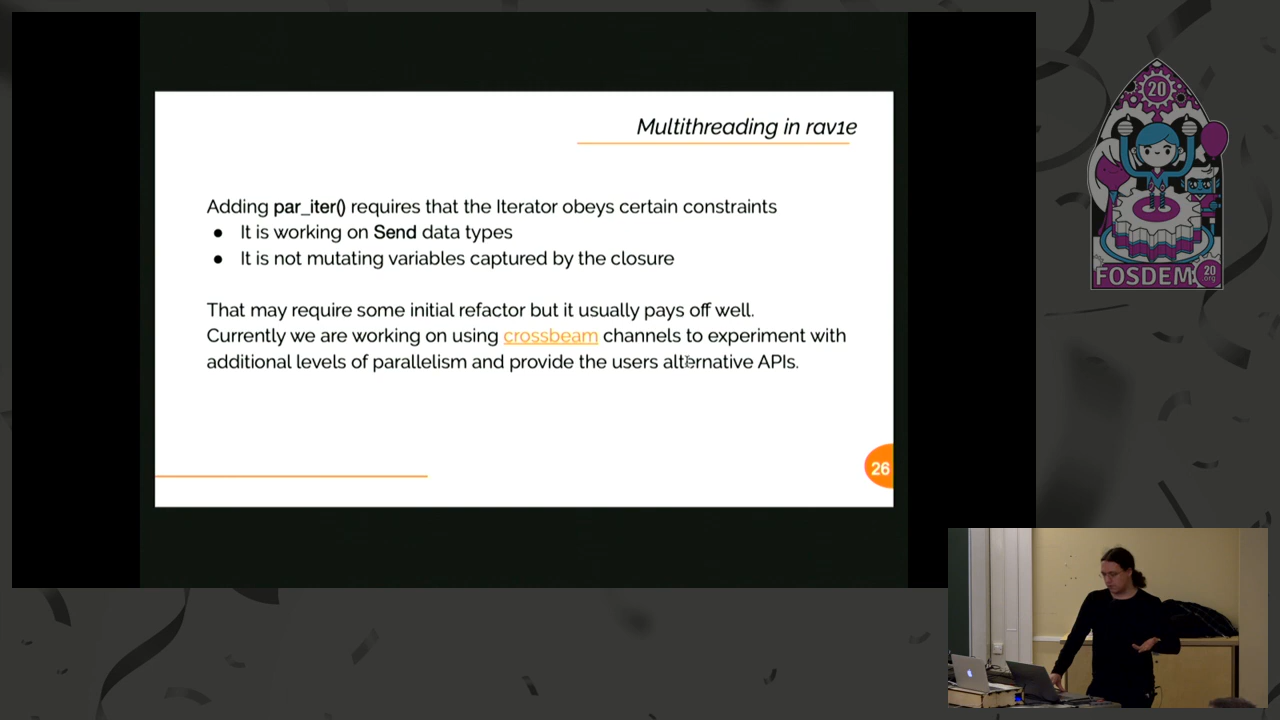 Multithreading in rav1e
Adding par_iter() requires that the Iterator obeys certain constraints
● It is working on Send data types
● It is not mutating variables captured by the closure
That may require some initial refactor but it usually pays off well.
Currently we are working on using crossbeam channels to experiment with
additional levels of parallelism and provide the users alternative APIs.
26
20
FOSDEM
20
.org